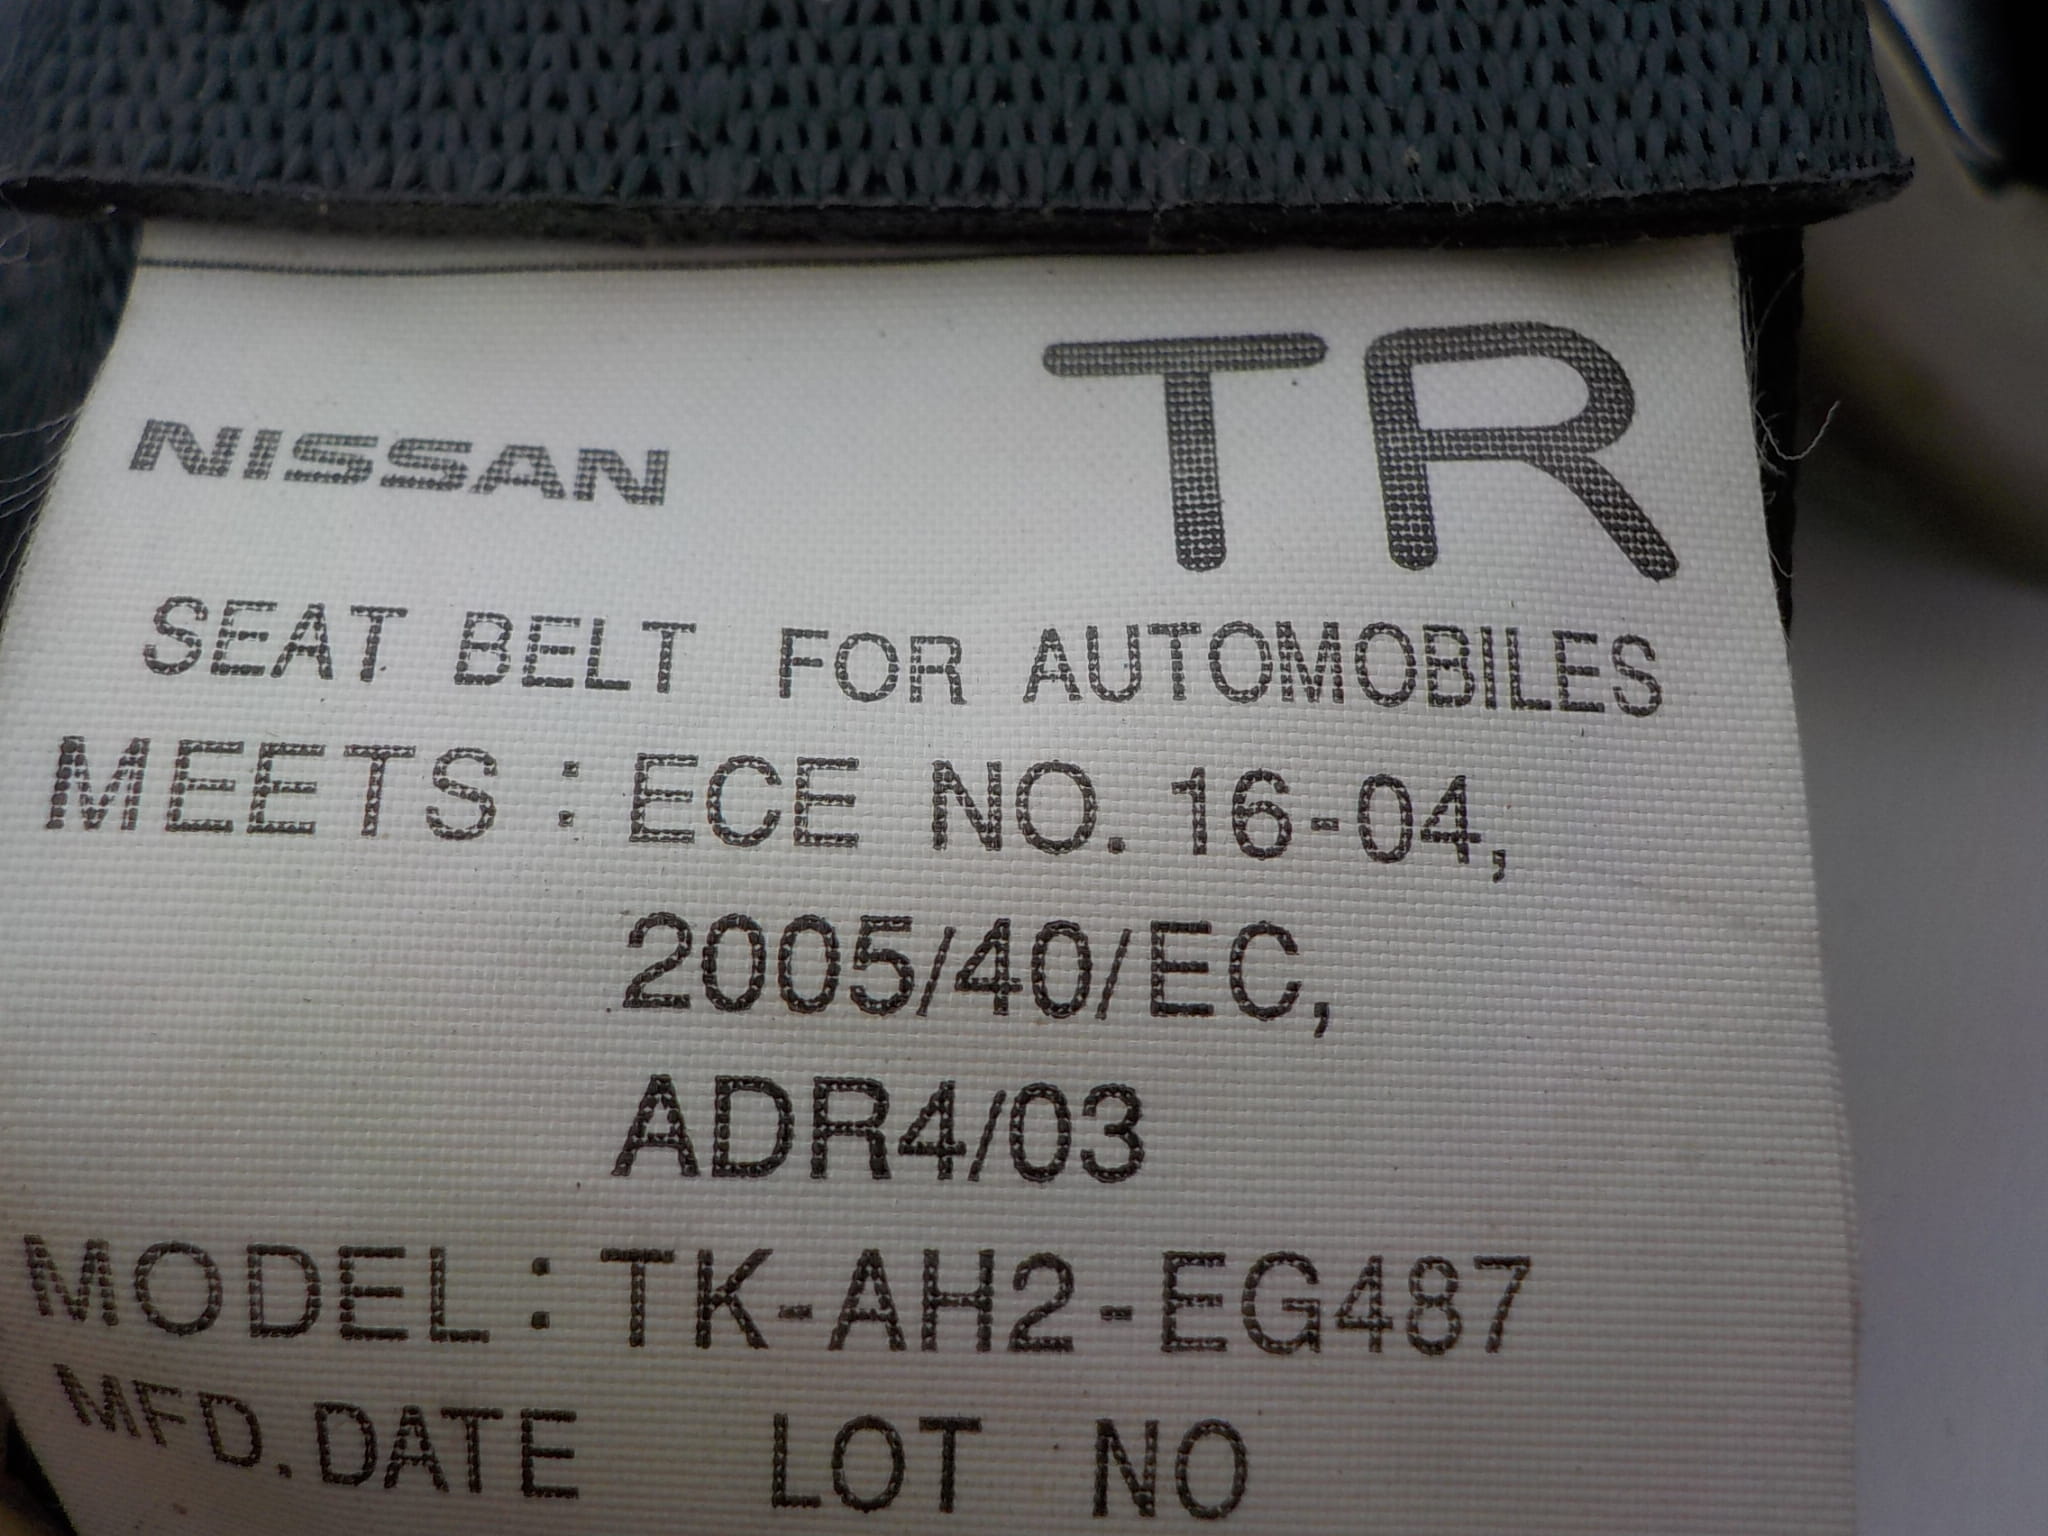 TR
NISSAN
SEAT BELT FOR AUTOMOBILES
MEETS : ECE NO. 16-04,
2005/40/EC,
ADR4/03
MODEL : TK-AH2-EG487
MFD. DATE LOT NO